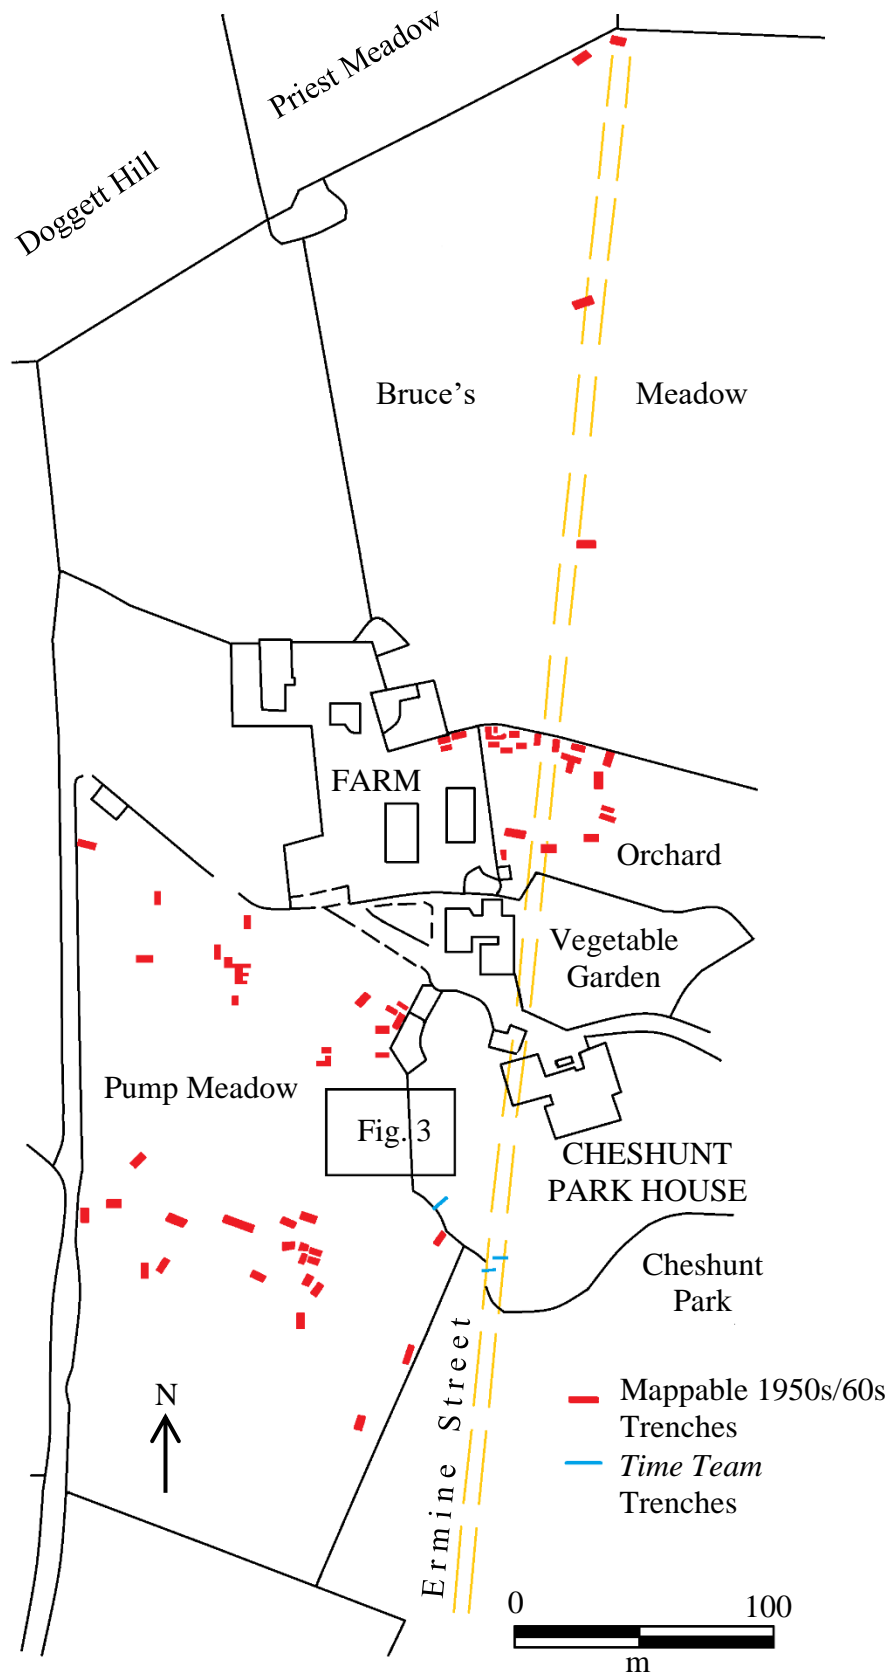 Priest Meadow
Doggett Hill
Bruce’s
Meadow
FARM
Orchard
Vegetable
Garden
Pump Meadow
Fig. 3
CHESHUNT
PARK HOUSE
Cheshunt
Park
Ermine Street
N
Mappable 1950s/60s
Trenches
Time Team
Trenches
0
100
m